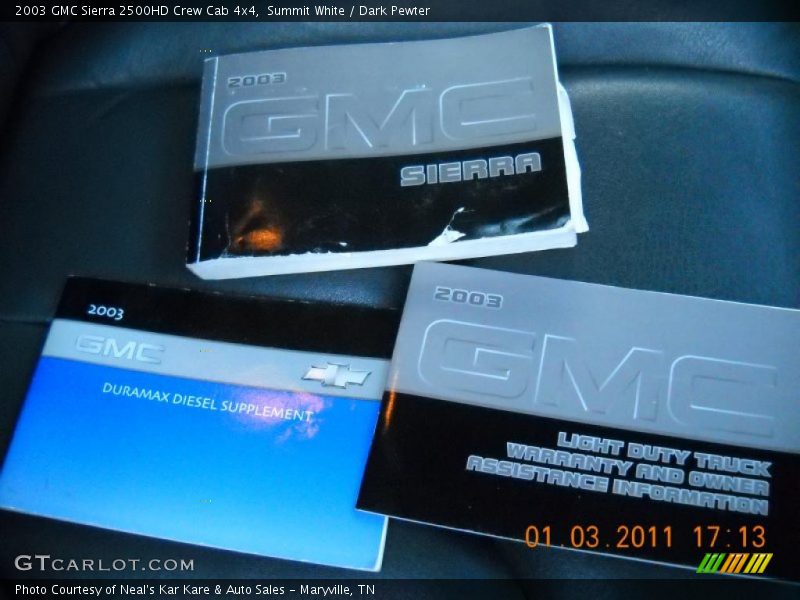 2003 GMC Sierra 2500HD Crew Cab 4x4, Summit White / Dark Pewter
2003
GMC
SIERRA
2003
GMC
DURAMAX DIESEL SUPPLEMENT
2003
GMC
LIGHT DUTY TRUCK
WARRANTY AND OWNER
ASSISTANCE INFORMATION
01.03.2011 17:13
GTCARLOT.COM
Photo Courtesy of Neal's Kar Kare & Auto Sales - Maryville, TN